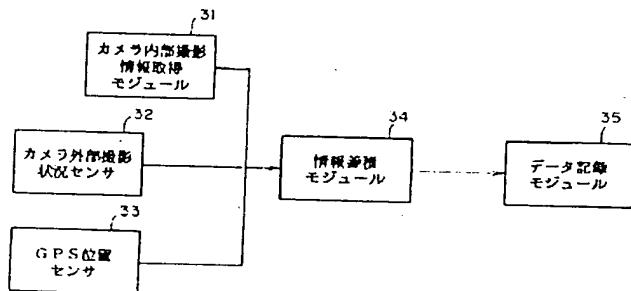 31
カメラ内部撮影
情報取得
モジュール
32
カメラ外部撮影
状況センサ
33
GPS位置
センサ
34
情報蓄積
モジュール
35
データ記録
モジュール